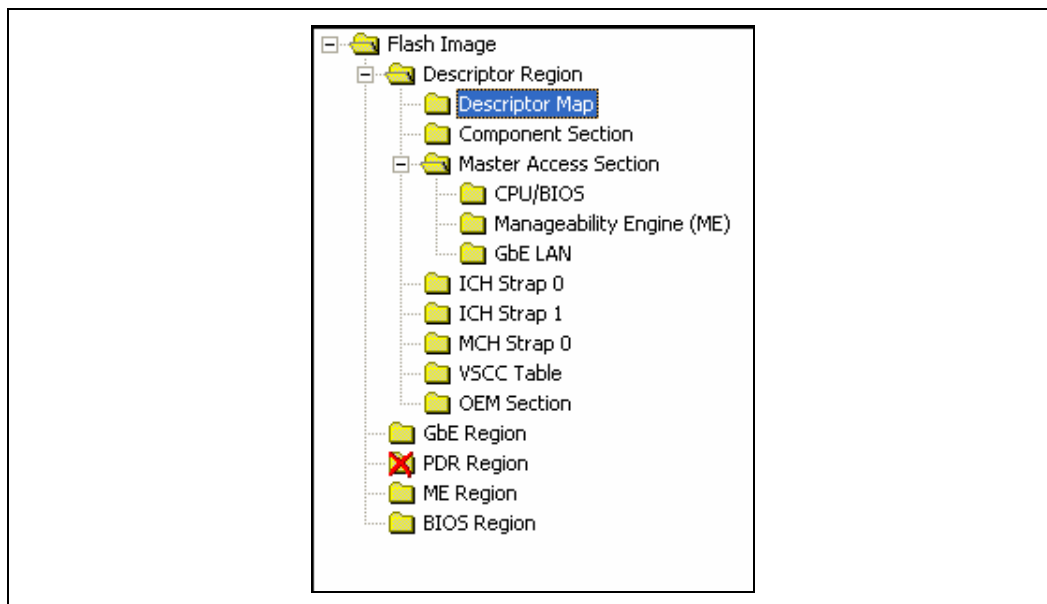 Flash Image
Descriptor Region
Descriptor Map
Component Section
Master Access Section
CPU/BIOS
Manageability Engine (ME)
GbE LAN
ICH Strap 0
ICH Strap 1
MCH Strap 0
VSCC Table
OEM Section
GbE Region
PDR Region
ME Region
BIOS Region